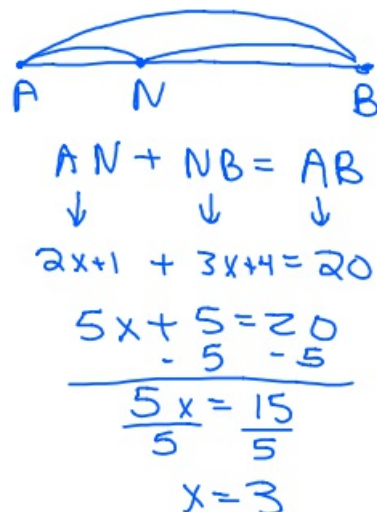 A N B
AN + NB = AB
↓ ↓ ↓
2x+1 + 3x+4 = 20
5x + 5 = 20
- 5 - 5
5x = 15
5 5
x = 3